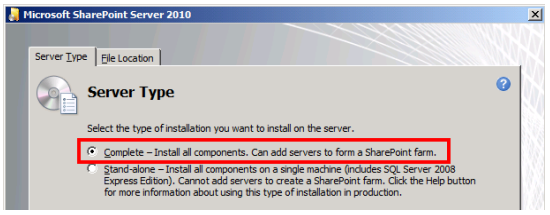 Microsoft SharePoint Server 2010
Server Type
File Location
Server Type
Select the type of installation you want to install on the server.
Complete – Install all components. Can add servers to form a SharePoint farm.
Stand-alone – Install all components on a single machine (includes SQL Server 2008
Express Edition). Cannot add servers to create a SharePoint farm. Click the Help button
for more information about using this type of installation in production.